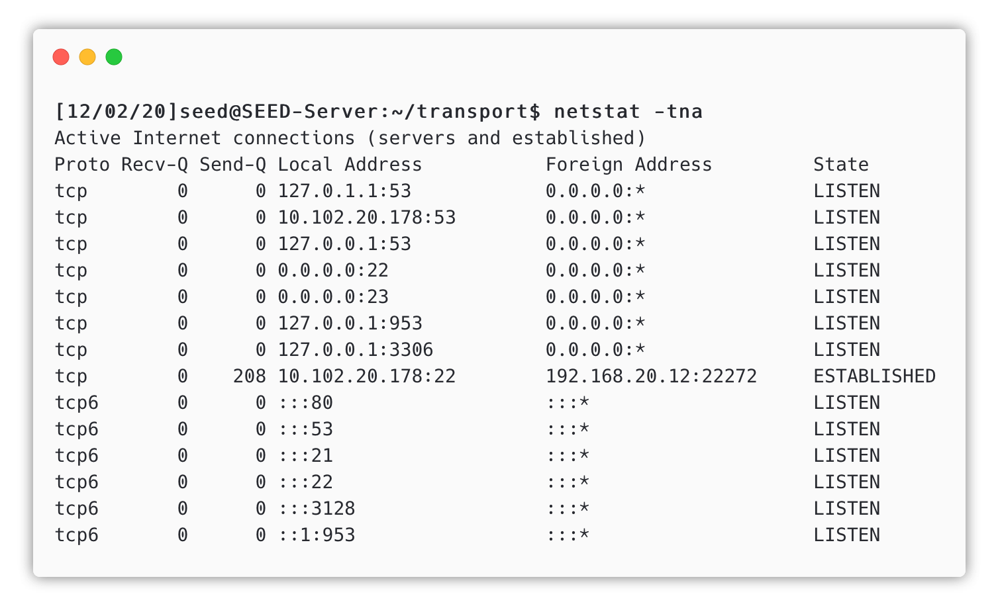 [12/02/20]seed@SEED-Server:~/transport$ netstat -tna
Active Internet connections (servers and established)
Proto Recv-Q Send-Q Local Address           Foreign Address         State
tcp        0      0 127.0.1.1:53            0.0.0.0:*               LISTEN
tcp        0      0 10.102.20.178:53        0.0.0.0:*               LISTEN
tcp        0      0 127.0.0.1:53            0.0.0.0:*               LISTEN
tcp        0      0 0.0.0.0:22              0.0.0.0:*               LISTEN
tcp        0      0 0.0.0.0:23              0.0.0.0:*               LISTEN
tcp        0      0 127.0.0.1:953           0.0.0.0:*               LISTEN
tcp        0      0 127.0.0.1:3306          0.0.0.0:*               LISTEN
tcp        0    208 10.102.20.178:22        192.168.20.12:22272     ESTABLISHED
tcp6       0      0 :::80                   :::*                    LISTEN
tcp6       0      0 :::53                   :::*                    LISTEN
tcp6       0      0 :::21                   :::*                    LISTEN
tcp6       0      0 :::22                   :::*                    LISTEN
tcp6       0      0 :::3128                 :::*                    LISTEN
tcp6       0      0 ::1:953                 :::*                    LISTEN